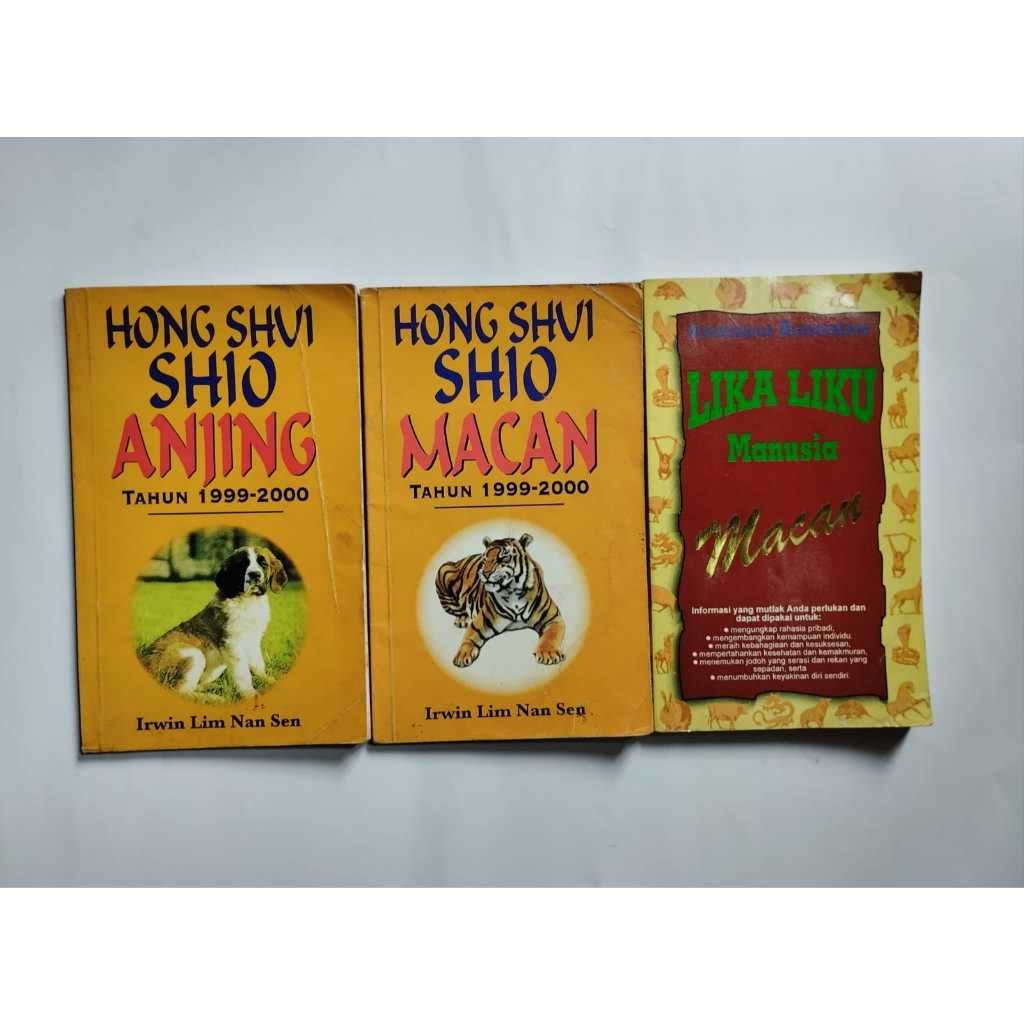 HONG SHUI
SHIO
ANJING
TAHUN 1999-2000
Irwin Lim Nan Sen
HONG SHUI
SHIO
MACAN
TAHUN 1999-2000
Irwin Lim Nan Sen
LIKA LIKU
Manusia
Macan
Informasi yang mutlak Anda perlukan dan
dapat dipakai untuk:
● mengungkap rahasia pribadi,
● mengembangkan kemampuan individu.
● meraih kebahagiaan dan kesuksesan,
● mempertahankan kesehatan dan kemakmuran,
● menemukan jodoh yang serasi dan rekan yang
sepadan, serta
● menumbuhkan keyakinan diri sendiri.